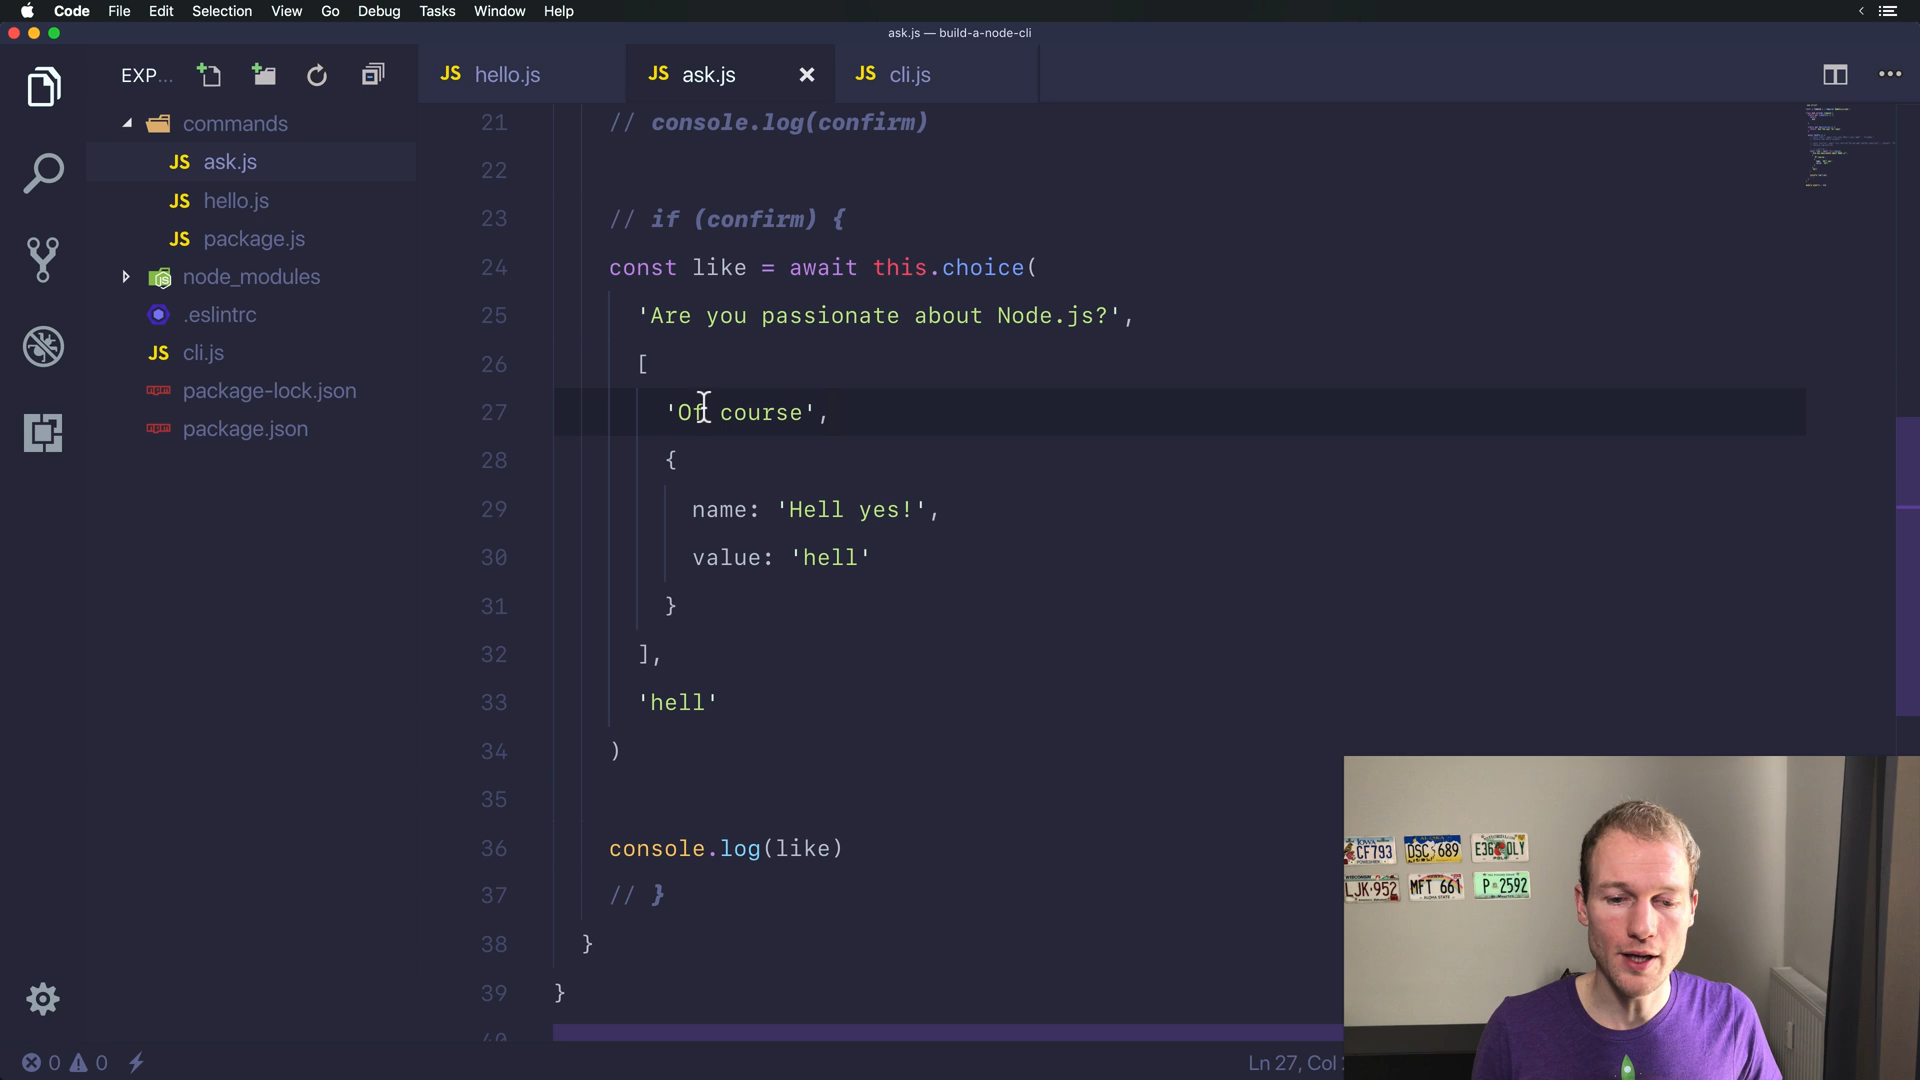 Code File Edit Selection View Go Debug Tasks Window Help
ask.js — build-a-node-cli
EXP...
JS hello.js
JS ask.js
JS cli.js
commands
JS ask.js
JS hello.js
JS package.js
node_modules
.eslintrc
JS cli.js
package-lock.json
package.json
21 // console.log(confirm)
22
23 // if (confirm) {
24 const like = await this.choice(
25 'Are you passionate about Node.js?',
26 [
27 'Of course',
28 {
29 name: 'Hell yes!',
30 value: 'hell'
31 }
32 ],
33 'hell'
34 )
35
36 console.log(like)
37 // }
38 }
39 }
40
0 0
Ln 27, Col
CF793 DSC 689 E36 OLY
LJK·952 MFT 661 P 2592